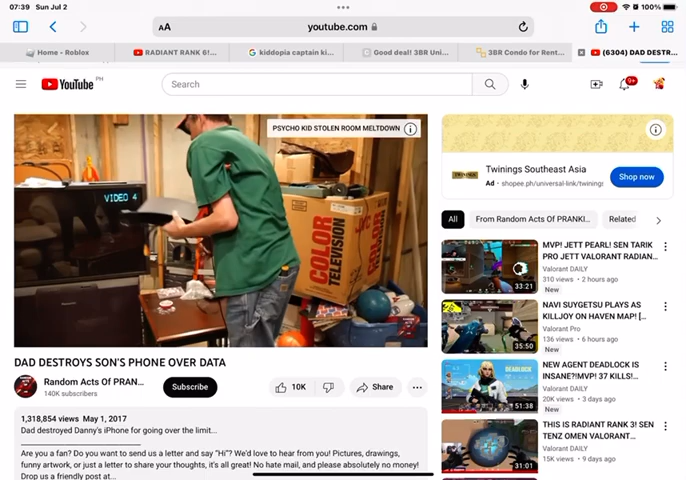 07:39 Sun Jul 2
100%
AA
youtube.com
Home - Roblox
RADIANT RANK 6!...
kiddopia captain ki...
Good deal! 3BR Uni...
3BR Condo for Rent...
(6304) DAD DESTR...
YouTube PH
Search
9+
PSYCHO KID STOLEN ROOM MELTDOWN
VIDEO 4
COLOR TELEVISION
JVC
DAD DESTROYS SON'S PHONE OVER DATA
Random Acts Of PRAN...
140K subscribers
Subscribe
10K
Share
1,318,854 views May 1, 2017
Dad destroyed Danny's iPhone for going over the limit...
Are you a fan? Do you want to send us a letter and say "Hi"? We'd love to hear from you! Pictures, drawings,
funny artwork, or just a letter to share your thoughts, it's all great! No hate mail, and please absolutely no money!
Drop us a friendly post at...
TWININGS
Twinings Southeast Asia
Ad · shopee.ph/universal-link/twinings
Shop now
All
From Random Acts Of PRANK...
Related
MVP! JETT PEARL! SEN TARIK
PRO JETT VALORANT RADIAN...
Valorant DAILY
310 views • 2 hours ago
New
33:21
NAVI SUYGETSU PLAYS AS
KILLJOY ON HAVEN MAP! [...
Valorant Pro
136 views • 6 hours ago
New
35:50
NEW AGENT DEADLOCK IS
INSANE?!MVP! 37 KILLS!...
Valorant DAILY
20K views • 3 days ago
New
DEADLOCK
51:38
THIS IS RADIANT RANK 3! SEN
TENZ OMEN VALORANT...
Valorant DAILY
15K views • 9 days ago
31:01